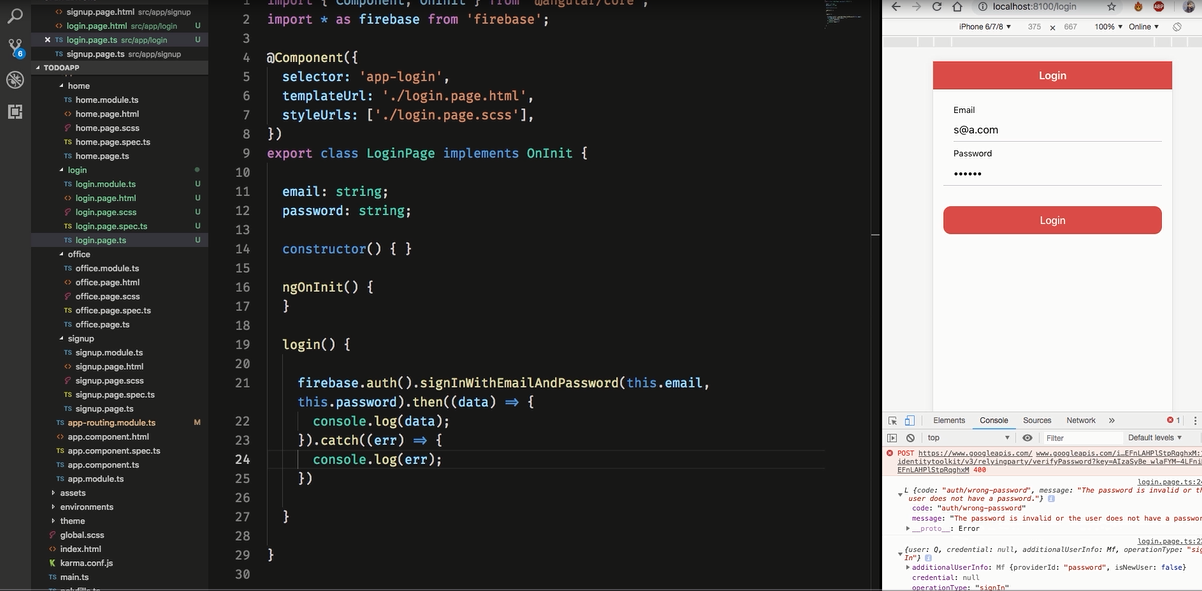 signup.page.html src/app/signup
login.page.html src/app/login U
login.page.ts src/app/login U
signup.page.ts src/app/signup
TODOAPP
home
TS home.module.ts
home.page.html
home.page.scss
TS home.page.spec.ts
TS home.page.ts
login
TS login.module.ts U
login.page.html U
login.page.scss U
TS login.page.spec.ts U
TS login.page.ts U
office
TS office.module.ts
office.page.html
office.page.scss
TS office.page.spec.ts
TS office.page.ts
signup
TS signup.module.ts
signup.page.html
signup.page.scss
TS signup.page.spec.ts
TS signup.page.ts
TS app-routing.module.ts M
app.component.html
TS app.component.spec.ts
TS app.component.ts
TS app.module.ts
assets
environments
theme
global.scss
index.html
karma.conf.js
TS main.ts
6
1 import { Component, OnInit } from '@angular/core';
2 import * as firebase from 'firebase';
3
4 @Component({
5 selector: 'app-login',
6 templateUrl: './login.page.html',
7 styleUrls: ['./login.page.scss'],
8 })
9 export class LoginPage implements OnInit {
10
11 email: string;
12 password: string;
13
14 constructor() { }
15
16 ngOnInit() {
17 }
18
19 login() {
20
21 firebase.auth().signInWithEmailAndPassword(this.email,
this.password).then((data) => {
22 console.log(data);
23 }).catch((err) => {
24 console.log(err);
25 })
26
27 }
28
29 }
30
localhost:8100/login
ABP
iPhone 6/7/8 375 × 667 100% Online
Login
Email
s@a.com
Password
••••••
Login
Elements Console Sources Network » 1
top Filter Default levels
POST https://www.googleapis.com/ www.googleapis.com/i…EFnLAHPlStpRqghxM:
400
login.page.ts:24
L {code: "auth/wrong-password", message: "The password is invalid or th
user does not have a password."}
code: "auth/wrong-password"
message: "The password is invalid or the user does not have a passwor
__proto__: Error
login.page.ts:22
{user: Q, credential: null, additionalUserInfo: Mf, operationType: "sig
In"}
additionalUserInfo: Mf {providerId: "password", isNewUser: false}
credential: null
operationType: "signIn"